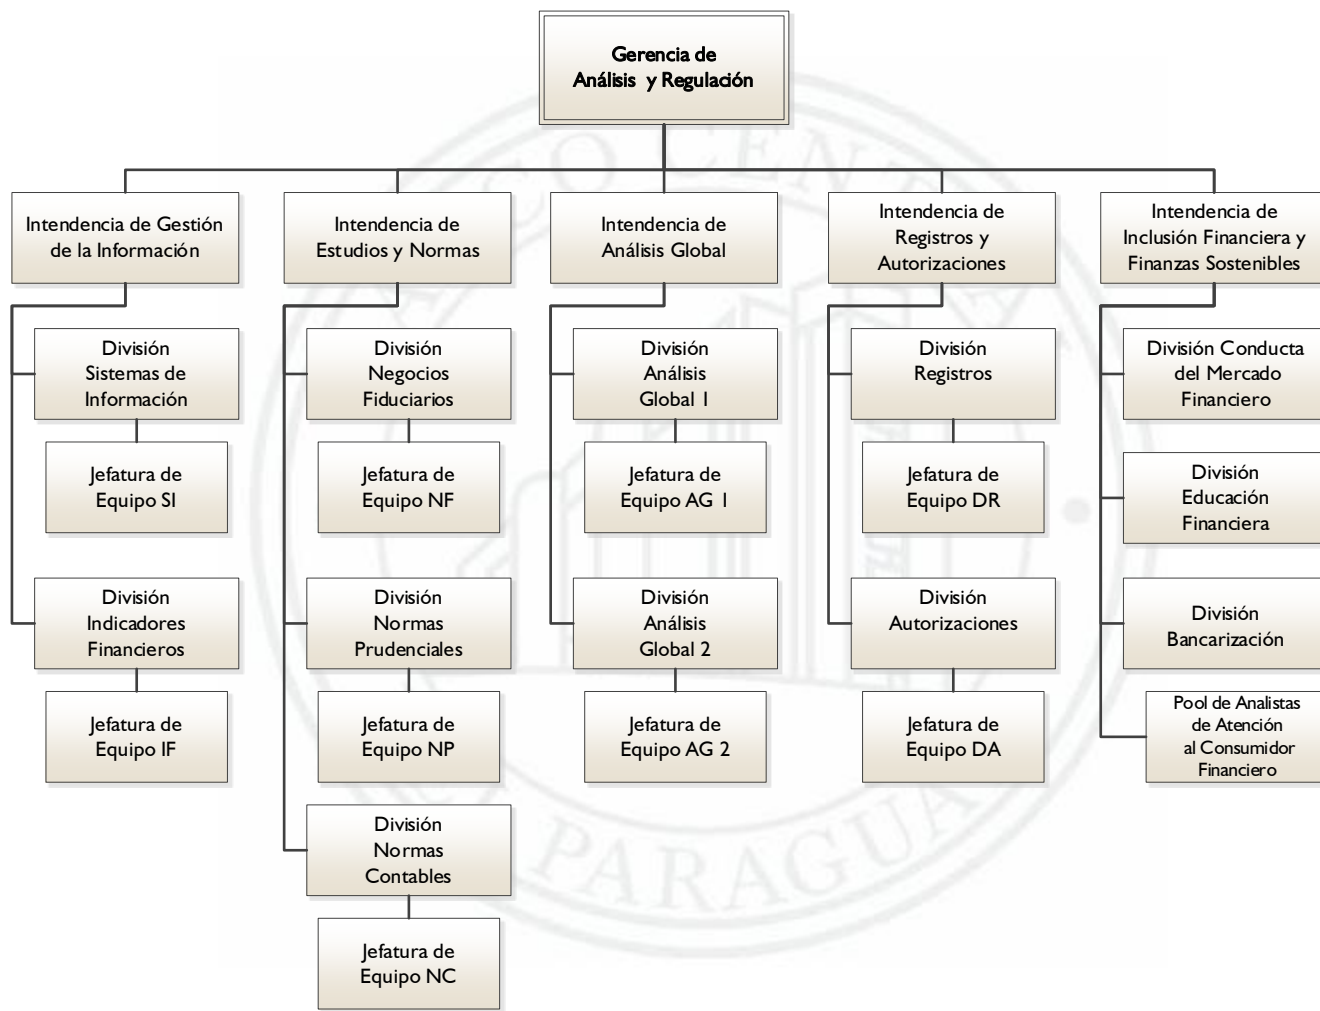 Gerencia de
Análisis y Regulación
Intendencia de Gestión
de la Información
Intendencia de
Estudios y Normas
Intendencia de
Análisis Global
Intendencia de
Registros y
Autorizaciones
Intendencia de
Inclusión Financiera y
Finanzas Sostenibles
División
Sistemas de
Información
Jefatura de
Equipo SI
División
Indicadores
Financieros
Jefatura de
Equipo IF
División
Negocios
Fiduciarios
Jefatura de
Equipo NF
División
Normas
Prudenciales
Jefatura de
Equipo NP
División
Normas
Contables
Jefatura de
Equipo NC
División
Análisis
Global 1
Jefatura de
Equipo AG 1
División
Análisis
Global 2
Jefatura de
Equipo AG 2
División
Registros
Jefatura de
Equipo DR
División
Autorizaciones
Jefatura de
Equipo DA
División Conducta
del Mercado
Financiero
División
Educación
Financiera
División
Bancarización
Pool de Analistas
de Atención
al Consumidor
Financiero